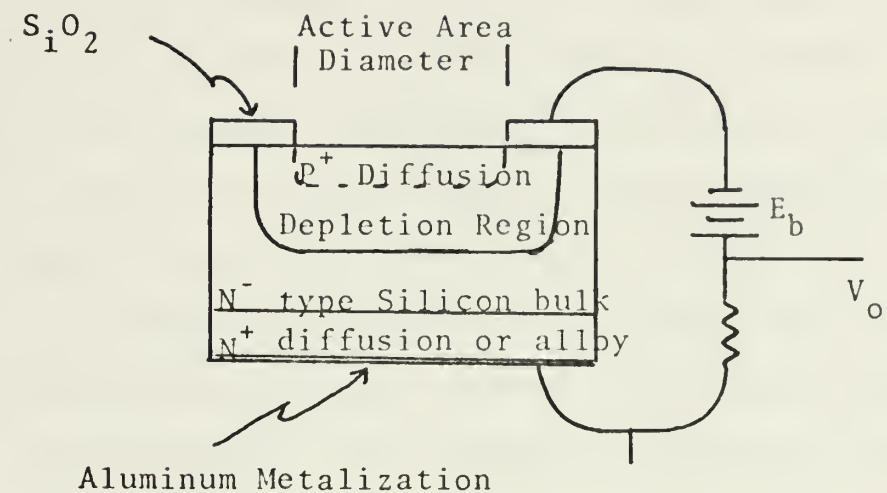 SiO2
Active Area
Diameter
P+ Diffusion
Depletion Region
Eb
Vo
N- type Silicon bulk
N+ diffusion or alloy
Aluminum Metalization